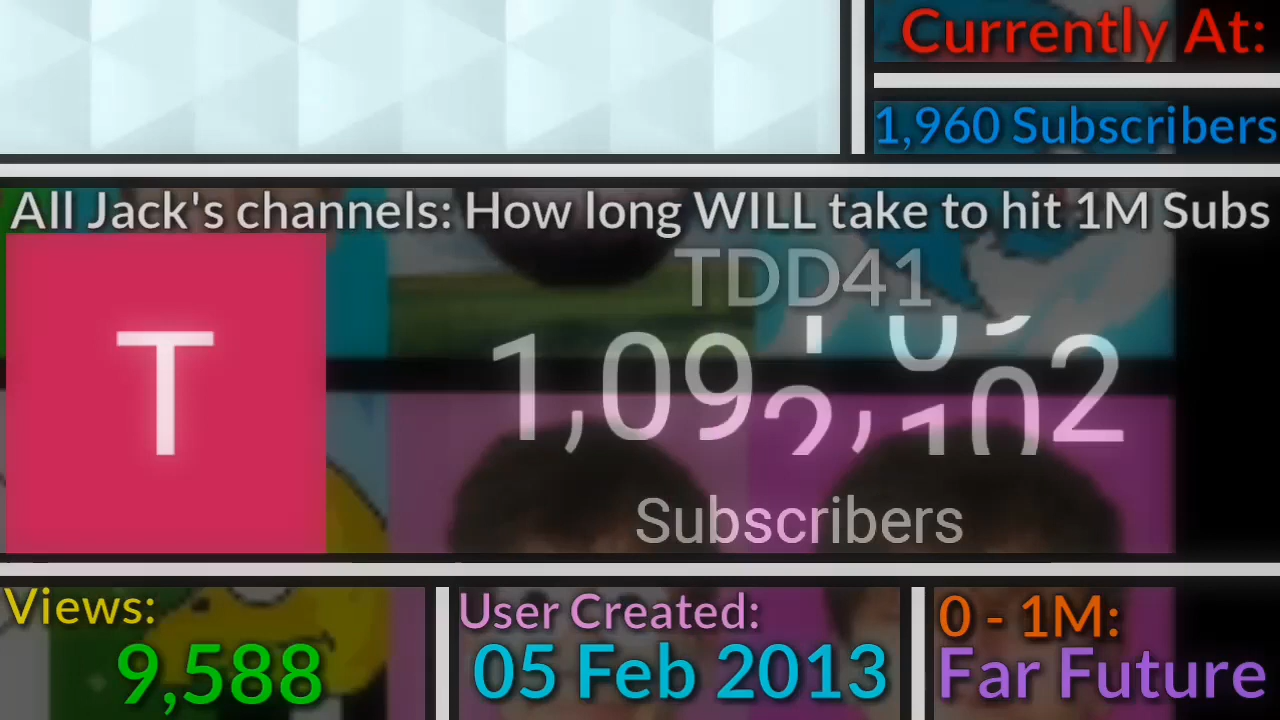 Currently At:
1,960 Subscribers
All Jack's channels: How long WILL take to hit 1M Subs
T
TDD41
Subscribers
Views:
9,588
User Created:
05 Feb 2013
0 - 1M:
Far Future